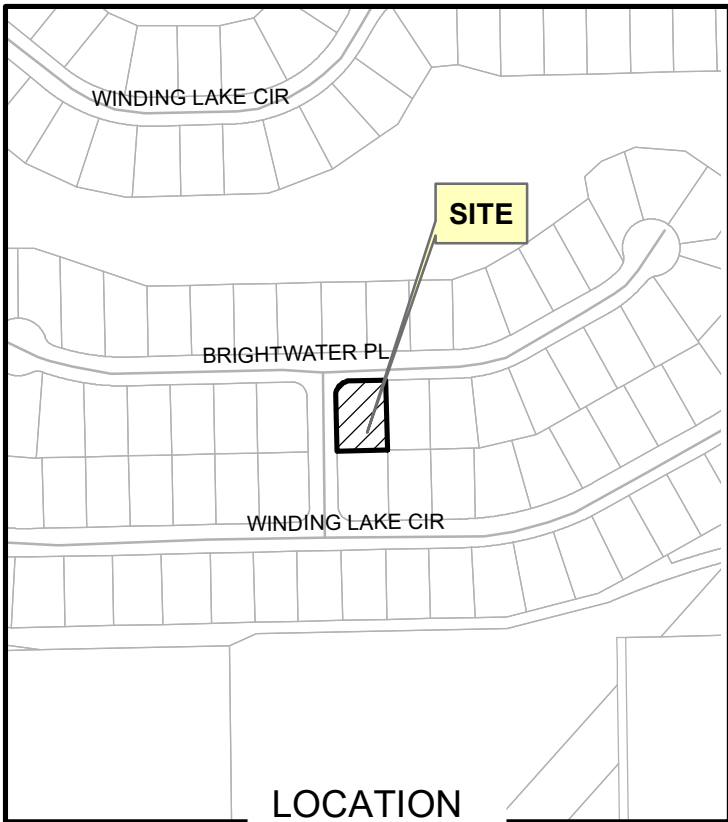 WINDING LAKE CIR
SITE
BRIGHTWATER PL
WINDING LAKE CIR
LOCATION